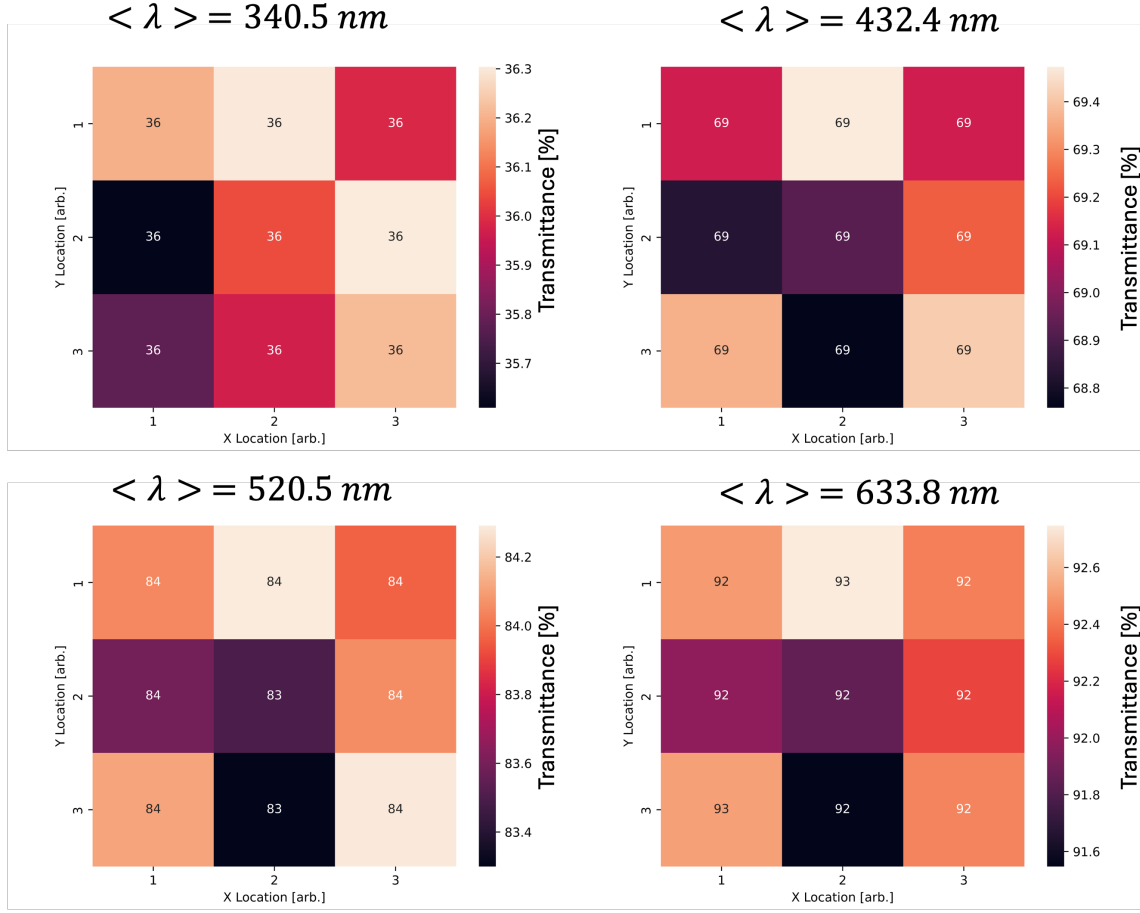 < λ > = 340.5 nm
1
2
3
Y Location [arb.]
36 36 36
36 36 36
36 36 36
1 2 3
X Location [arb.]
36.3
36.2
36.1
36.0
35.9
35.8
35.7
Transmittance [%]
< λ > = 432.4 nm
1
2
3
Y Location [arb.]
69 69 69
69 69 69
69 69 69
1 2 3
X Location [arb.]
69.4
69.3
69.2
69.1
69.0
68.9
68.8
Transmittance [%]
< λ > = 520.5 nm
1
2
3
Y Location [arb.]
84 84 84
84 83 84
84 83 84
1 2 3
X Location [arb.]
84.2
84.0
83.8
83.6
83.4
Transmittance [%]
< λ > = 633.8 nm
1
2
3
Y Location [arb.]
92 93 92
92 92 92
93 92 92
1 2 3
X Location [arb.]
92.6
92.4
92.2
92.0
91.8
91.6
Transmittance [%]